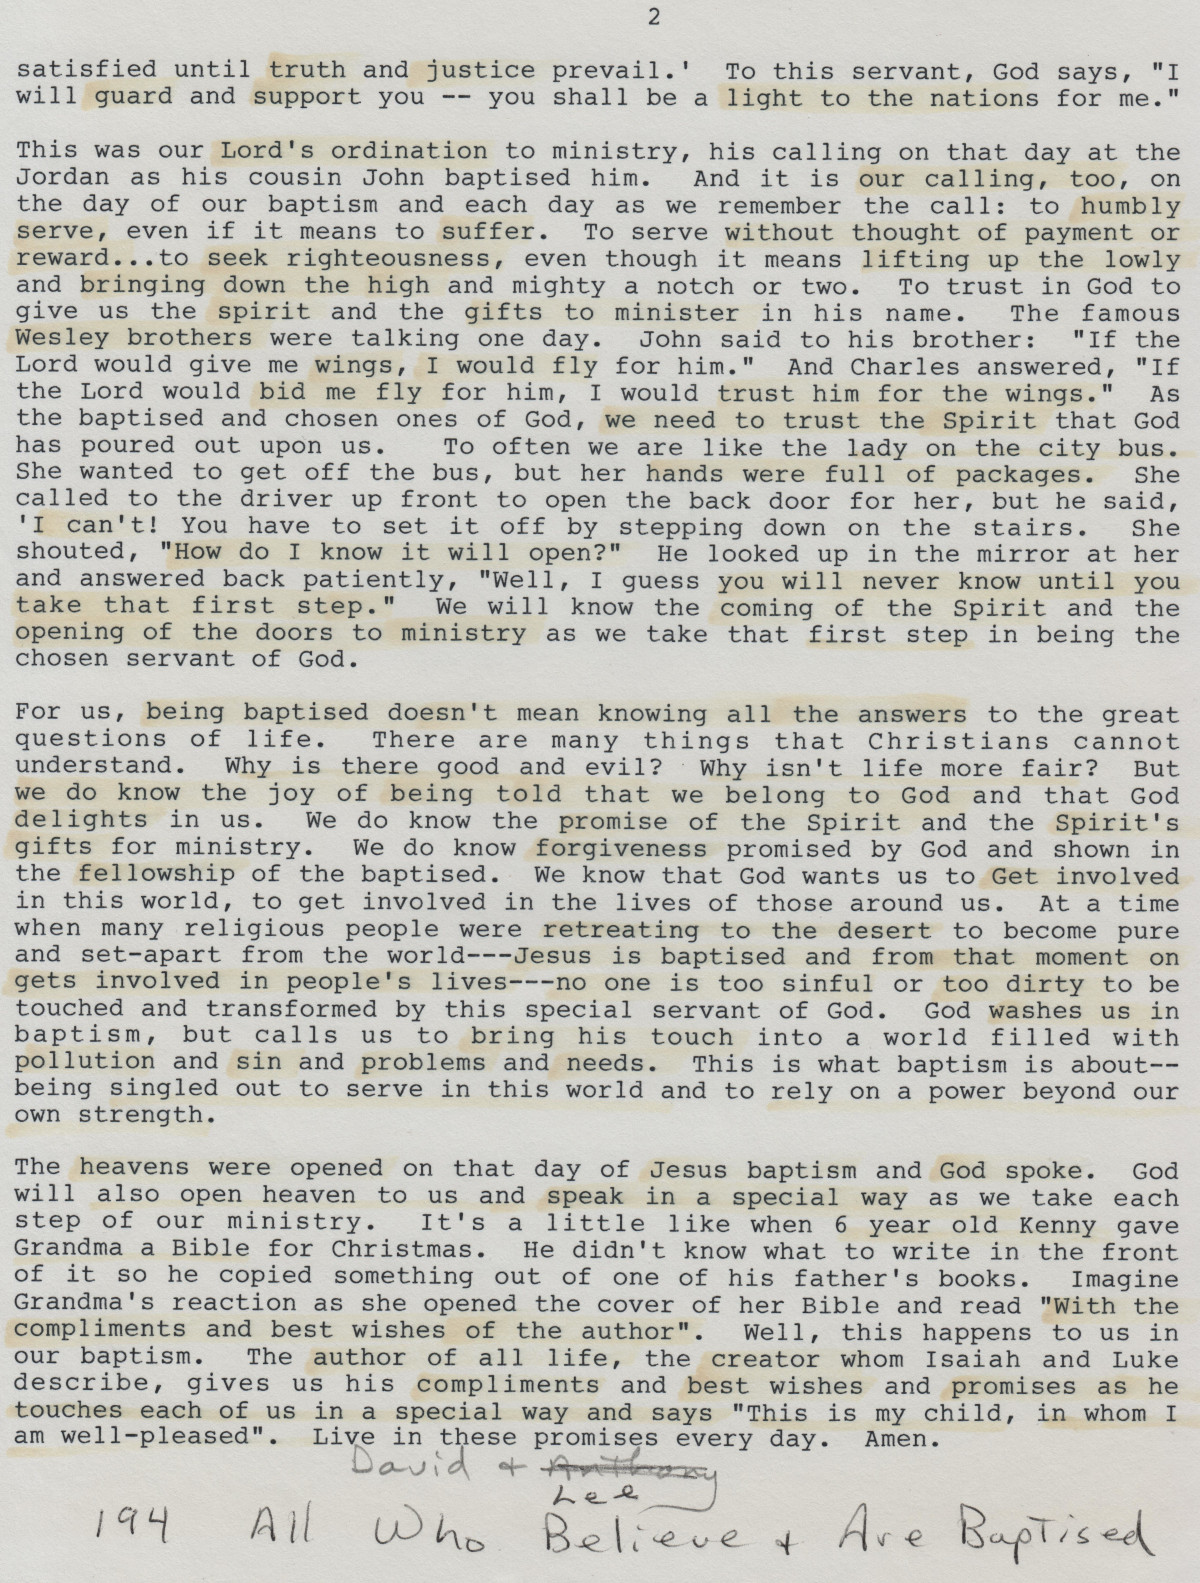 2
satisfied until truth and justice prevail.' To this servant, God says, "I
will guard and support you -- you shall be a light to the nations for me."
This was our Lord's ordination to ministry, his calling on that day at the
Jordan as his cousin John baptised him. And it is our calling, too, on
the day of our baptism and each day as we remember the call: to humbly
serve, even if it means to suffer. To serve without thought of payment or
reward...to seek righteousness, even though it means lifting up the lowly
and bringing down the high and mighty a notch or two. To trust in God to
give us the spirit and the gifts to minister in his name. The famous
Wesley brothers were talking one day. John said to his brother: "If the
Lord would give me wings, I would fly for him." And Charles answered, "If
the Lord would bid me fly for him, I would trust him for the wings." As
the baptised and chosen ones of God, we need to trust the Spirit that God
has poured out upon us. To often we are like the lady on the city bus.
She wanted to get off the bus, but her hands were full of packages. She
called to the driver up front to open the back door for her, but he said,
'I can't! You have to set it off by stepping down on the stairs. She
shouted, "How do I know it will open?" He looked up in the mirror at her
and answered back patiently, "Well, I guess you will never know until you
take that first step." We will know the coming of the Spirit and the
opening of the doors to ministry as we take that first step in being the
chosen servant of God.
For us, being baptised doesn't mean knowing all the answers to the great
questions of life. There are many things that Christians cannot
understand. Why is there good and evil? Why isn't life more fair? But
we do know the joy of being told that we belong to God and that God
delights in us. We do know the promise of the Spirit and the Spirit's
gifts for ministry. We do know forgiveness promised by God and shown in
the fellowship of the baptised. We know that God wants us to Get involved
in this world, to get involved in the lives of those around us. At a time
when many religious people were retreating to the desert to become pure
and set-apart from the world---Jesus is baptised and from that moment on
gets involved in people's lives---no one is too sinful or too dirty to be
touched and transformed by this special servant of God. God washes us in
baptism, but calls us to bring his touch into a world filled with
pollution and sin and problems and needs. This is what baptism is about--
being singled out to serve in this world and to rely on a power beyond our
own strength.
The heavens were opened on that day of Jesus baptism and God spoke. God
will also open heaven to us and speak in a special way as we take each
step of our ministry. It's a little like when 6 year old Kenny gave
Grandma a Bible for Christmas. He didn't know what to write in the front
of it so he copied something out of one of his father's books. Imagine
Grandma's reaction as she opened the cover of her Bible and read "With the
compliments and best wishes of the author". Well, this happens to us in
our baptism. The author of all life, the creator whom Isaiah and Luke
describe, gives us his compliments and best wishes and promises as he
touches each of us in a special way and says "This is my child, in whom I
am well-pleased". Live in these promises every day. Amen.
David + Anthony
Lee
194 All Who Believe + Are Baptised